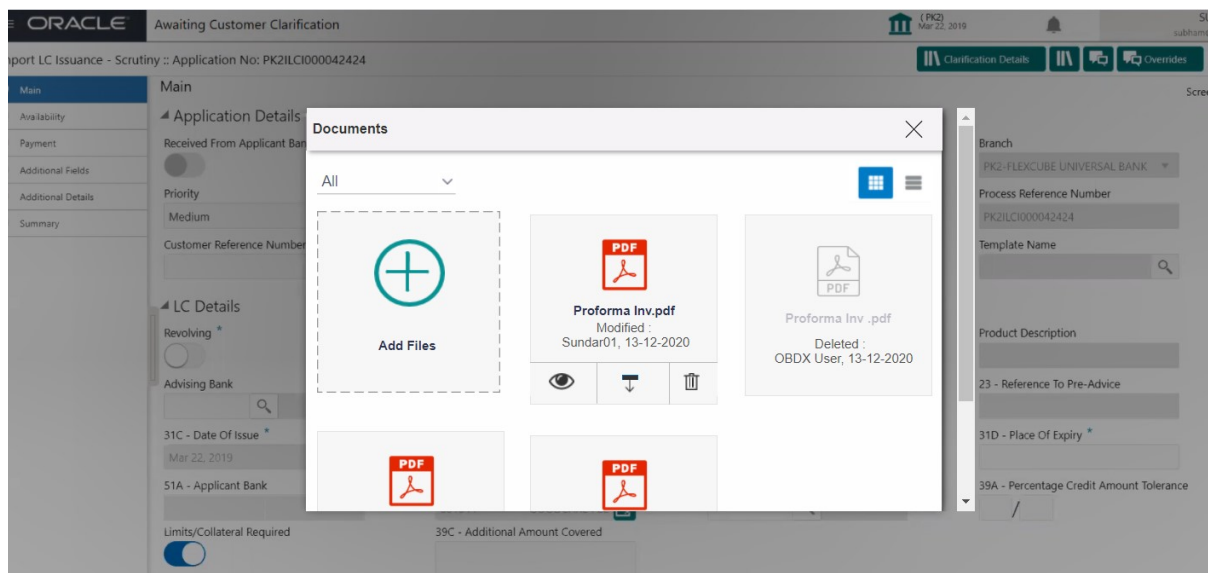 ORACLE
Awaiting Customer Clarification
( PK2)
Mar 22, 2019
subhams
mport LC Issuance - Scrutiny :: Application No: PK2ILCI000042424
Clarification Details
Overrides
Main
Main
Scree
Availability
Payment
Additional Fields
Additional Details
Summary
Application Details
Received From Applicant Ban
Branch
PK2-FLEXCUBE UNIVERSAL BANK
Priority
Medium
Process Reference Number
PK2ILCI000042424
Customer Reference Number
Template Name
LC Details
Revolving *
Product Description
Advising Bank
23 - Reference To Pre-Advice
31C - Date Of Issue *
Mar 22, 2019
31D - Place Of Expiry *
51A - Applicant Bank
39A - Percentage Credit Amount Tolerance
/
Limits/Collateral Required
39C - Additional Amount Covered
Documents
All
Add Files
PDF
Proforma Inv.pdf
Modified :
Sundar01, 13-12-2020
PDF
Proforma Inv .pdf
Deleted :
OBDX User, 13-12-2020
PDF
PDF